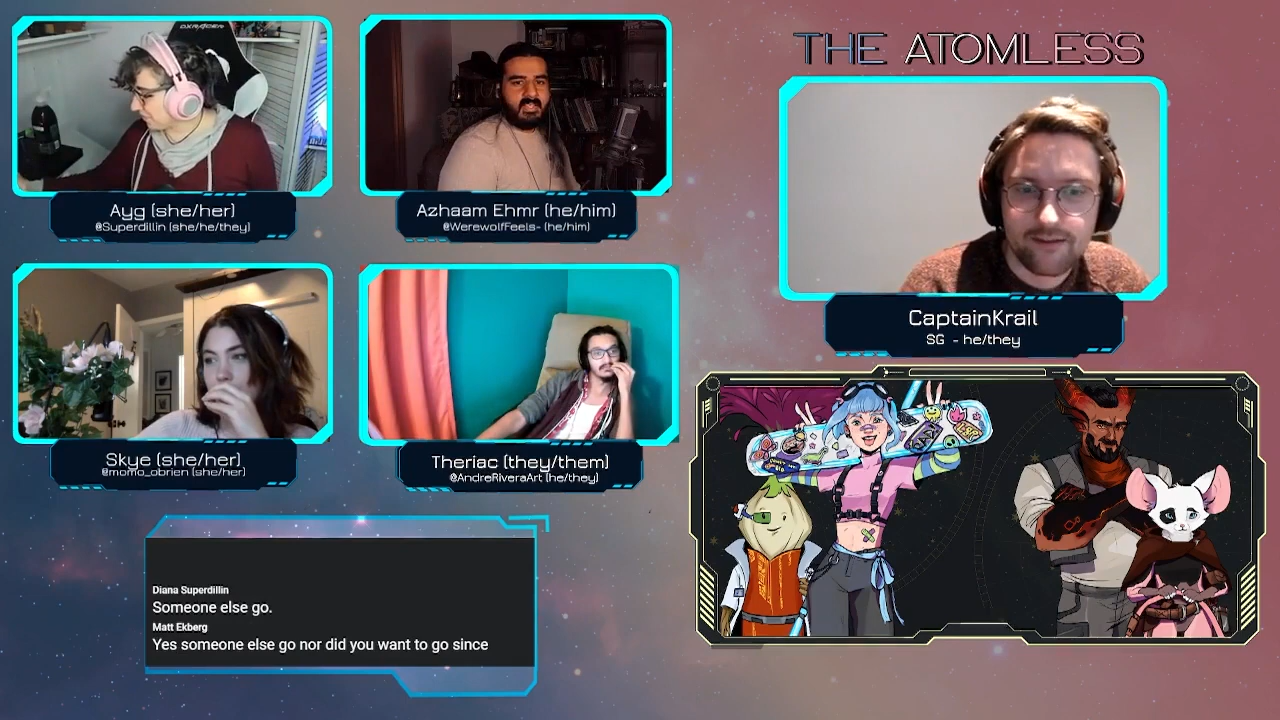 DXRACER
THE ATOMLESS
Ayg (she/her)
@Superdillin (she/he/they)
Azhaam Ehmr (he/him)
@WerewolfFeels- (he/him)
CaptainKrail
SG - he/they
Skye (she/her)
@momo_obrien (she/her)
Theriac (they/them)
@AndreRiveraArt (he/they)
Diana Superdillin
Someone else go.
Matt Ekberg
Yes someone else go nor did you want to go since